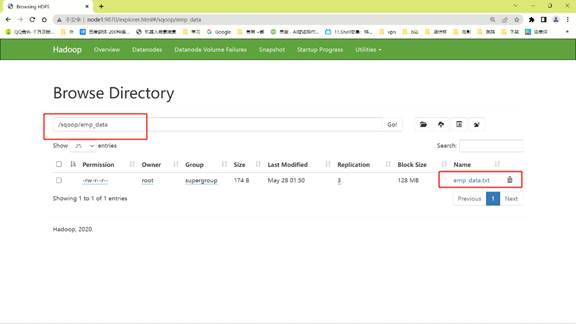 Browsing HDFS
不安全 | node1:9870/explorer.html#/sqoop/emp_data
Google
vpn
Hadoop Overview Datanodes Datanode Volume Failures Snapshot Startup Progress Utilities
Browse Directory
/sqoop/emp_data Go!
Show 25 entries Search:
Permission Owner Group Size Last Modified Replication Block Size Name
-rw-r--r-- root supergroup 174 B May 28 01:50 3 128 MB emp_data.txt
Showing 1 to 1 of 1 entries Previous 1 Next
Hadoop, 2020.